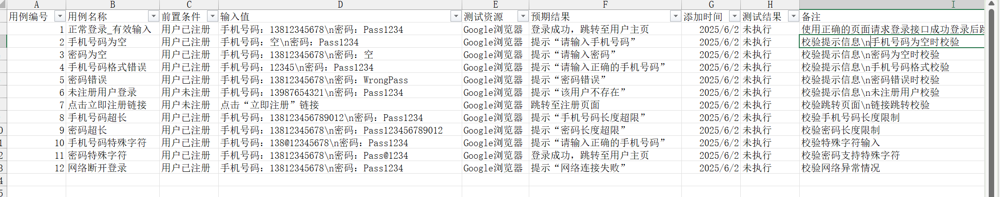 A B C D E F G H I
用例编号 用例名称 前置条件 输入值 测试资源 预期结果 添加时间 测试结果 备注
1 正常登录_有效输入 用户已注册 手机号码：13812345678\n密码：Pass1234 Google浏览器 登录成功，跳转至用户主页 2025/6/2 未执行 使用正确的页面请求登录接口成功登录后跳
2 手机号码为空 用户已注册 手机号码：空\n密码：Pass1234 Google浏览器 提示“请输入手机号码” 2025/6/2 未执行 校验提示信息\n手机号码为空时校验
3 密码为空 用户已注册 手机号码：13812345678\n密码：空 Google浏览器 提示“请输入密码” 2025/6/2 未执行 校验提示信息\n密码为空时校验
4 手机号码格式错误 用户已注册 手机号码：12345\n密码：Pass1234 Google浏览器 提示“请输入正确的手机号码” 2025/6/2 未执行 校验提示信息\n手机号码格式校验
5 密码错误 用户已注册 手机号码：13812345678\n密码：WrongPass Google浏览器 提示“密码错误” 2025/6/2 未执行 校验提示信息\n密码错误时校验
6 未注册用户登录 用户未注册 手机号码：13987654321\n密码：Pass1234 Google浏览器 提示“该用户不存在” 2025/6/2 未执行 校验提示信息\n未注册用户校验
7 点击立即注册链接 用户未注册 点击“立即注册”链接 Google浏览器 跳转至注册页面 2025/6/2 未执行 校验跳转页面\n链接跳转校验
8 手机号码超长 用户已注册 手机号码：138123456789012\n密码：Pass1234 Google浏览器 提示“手机号码长度超限” 2025/6/2 未执行 校验手机号码长度限制
9 密码超长 用户已注册 手机号码：13812345678\n密码：Pass123456789012 Google浏览器 提示“密码长度超限” 2025/6/2 未执行 校验密码长度限制
10 手机号码特殊字符 用户已注册 手机号码：138@12345678\n密码：Pass1234 Google浏览器 提示“请输入正确的手机号码” 2025/6/2 未执行 校验特殊字符输入
11 密码特殊字符 用户已注册 手机号码：13812345678\n密码：Pass@1234 Google浏览器 登录成功，跳转至用户主页 2025/6/2 未执行 校验密码支持特殊字符
12 网络断开登录 用户已注册 手机号码：13812345678\n密码：Pass1234 Google浏览器 提示“网络连接失败” 2025/6/2 未执行 校验网络异常情况